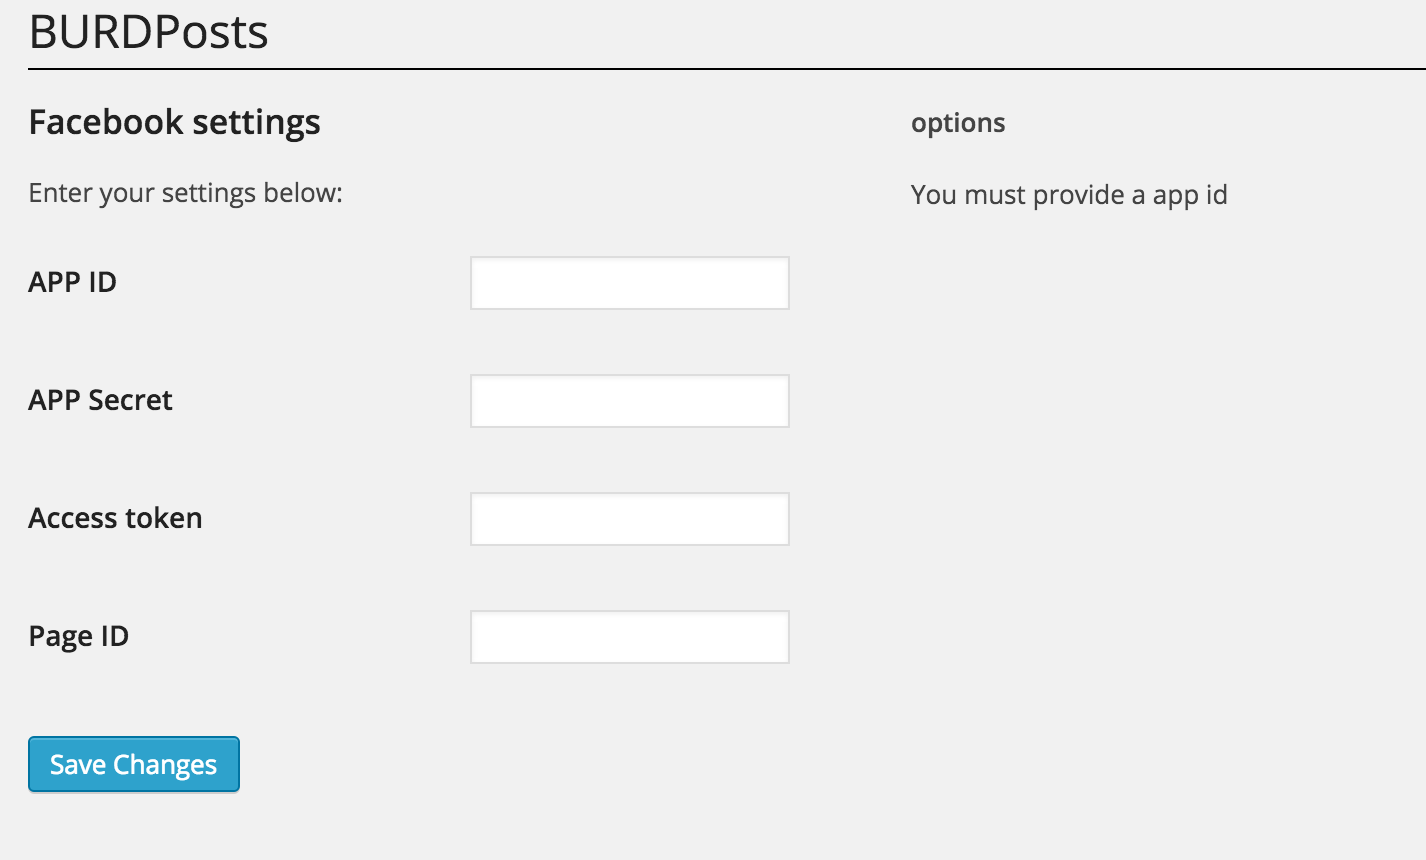 BURDPosts
Facebook settings
Enter your settings below:
APP ID
APP Secret
Access token
Page ID
Save Changes
options
You must provide a app id